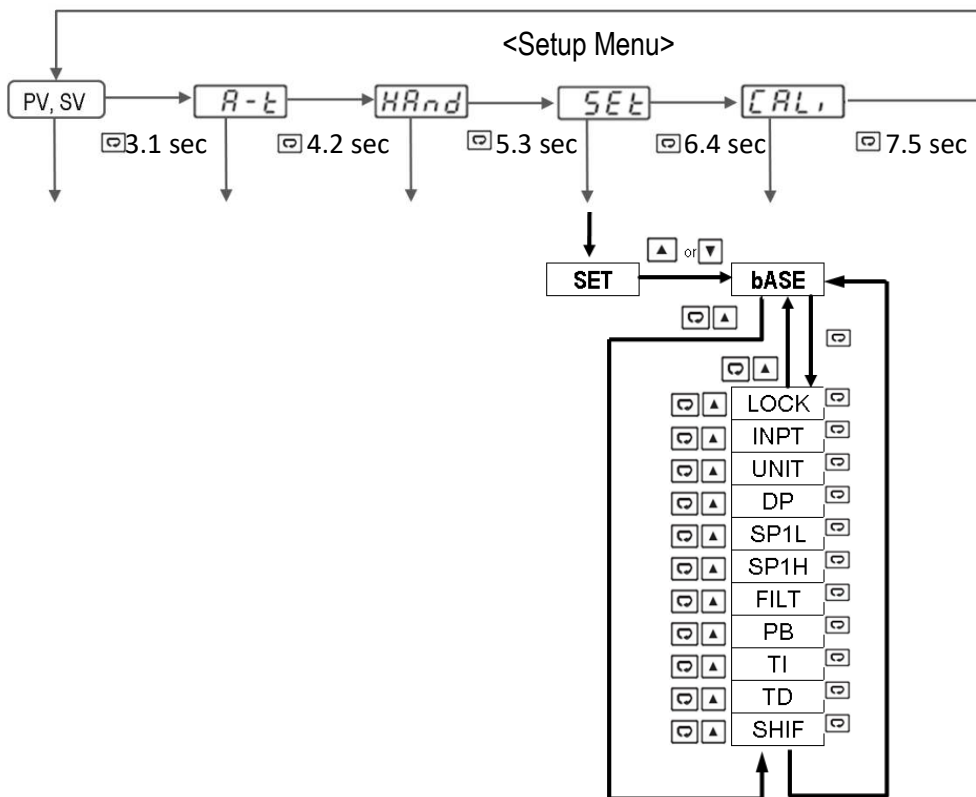 <Setup Menu>
PV, SV
A-t
HAnd
SEt
CALi
3.1 sec
4.2 sec
5.3 sec
6.4 sec
7.5 sec
or
SET
bASE
LOCK
INPT
UNIT
DP
SP1L
SP1H
FILT
PB
TI
TD
SHIF